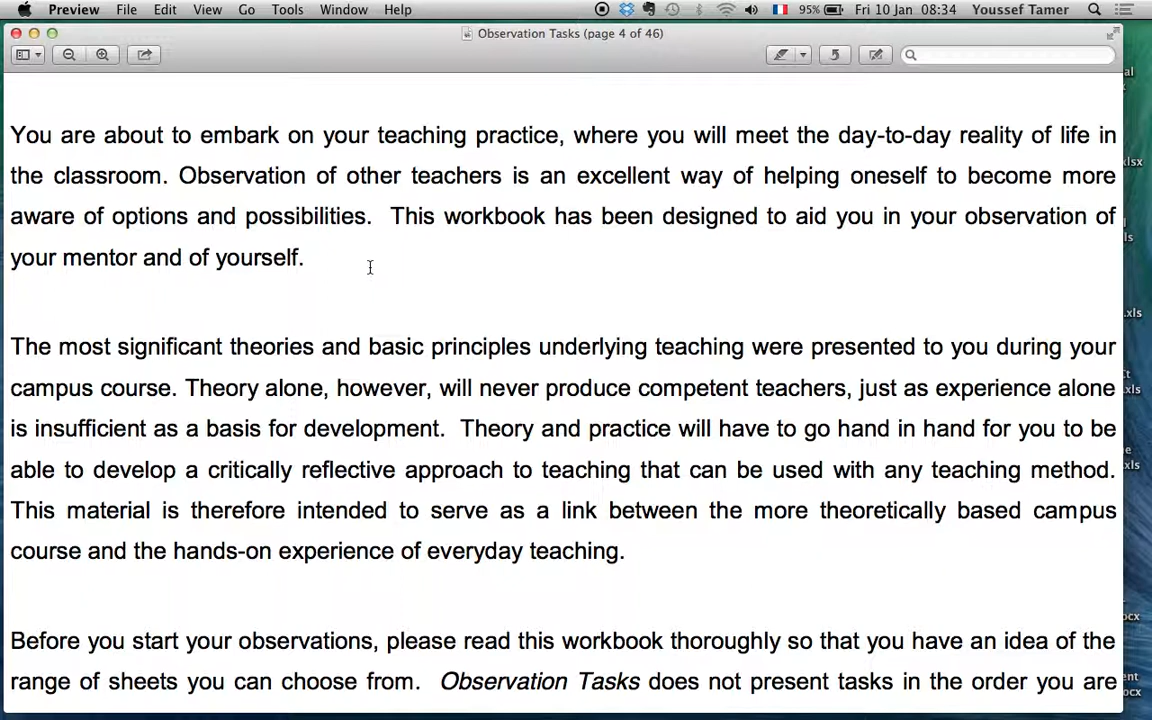 Preview File Edit View Go Tools Window Help 95% Fri 10 Jan 08:34 Youssef Tamer
Observation Tasks (page 4 of 46)
You are about to embark on your teaching practice, where you will meet the day-to-day reality of life in
the classroom. Observation of other teachers is an excellent way of helping oneself to become more
aware of options and possibilities. This workbook has been designed to aid you in your observation of
your mentor and of yourself.
The most significant theories and basic principles underlying teaching were presented to you during your
campus course. Theory alone, however, will never produce competent teachers, just as experience alone
is insufficient as a basis for development. Theory and practice will have to go hand in hand for you to be
able to develop a critically reflective approach to teaching that can be used with any teaching method.
This material is therefore intended to serve as a link between the more theoretically based campus
course and the hands-on experience of everyday teaching.
Before you start your observations, please read this workbook thoroughly so that you have an idea of the
range of sheets you can choose from. Observation Tasks does not present tasks in the order you are